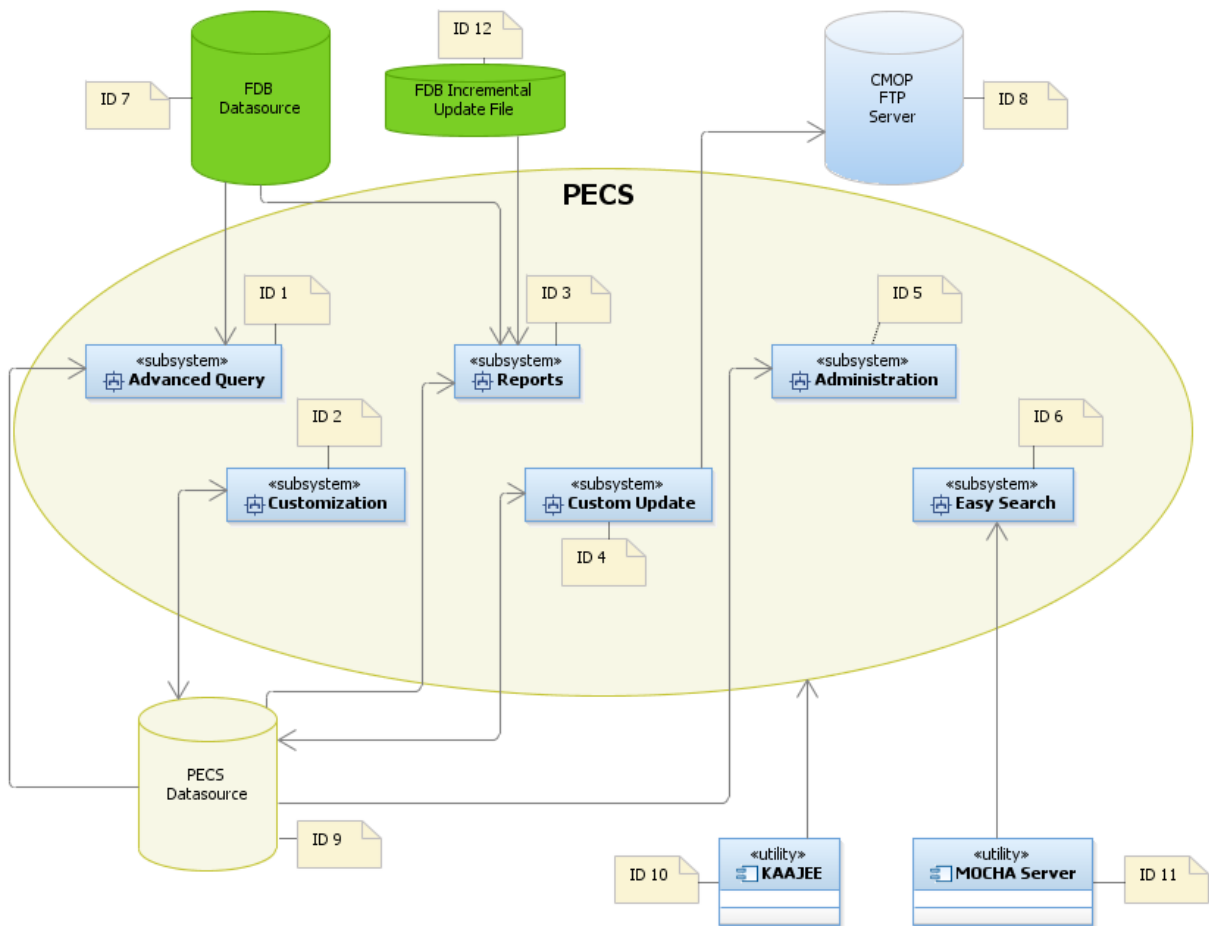 ID 12
FDB
Datasource
ID 7
FDB Incremental
Update File
CMOP
FTP
Server
ID 8
PECS
ID 1
ID 3
ID 5
«subsystem»
Advanced Query
«subsystem»
Reports
«subsystem»
Administration
ID 2
ID 6
«subsystem»
Customization
«subsystem»
Custom Update
«subsystem»
Easy Search
ID 4
PECS
Datasource
ID 9
ID 10
«utility»
KAAJEE
«utility»
MOCHA Server
ID 11